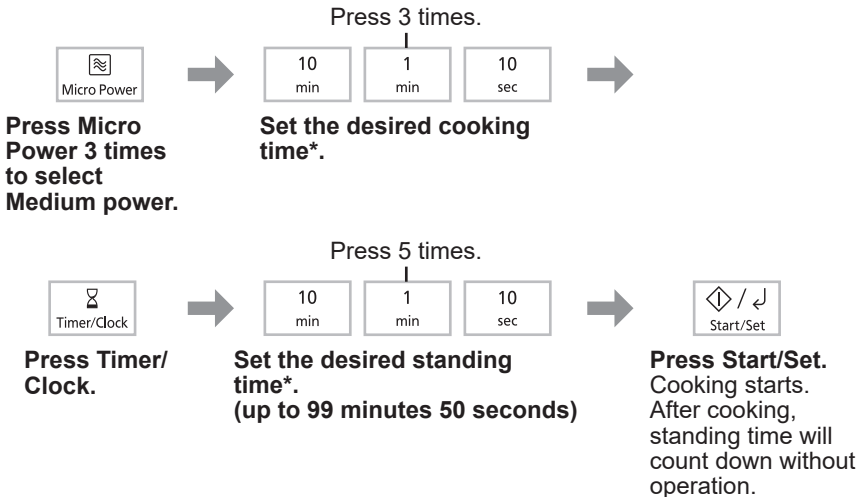 Press 3 times.
Micro Power
10 min
1 min
10 sec
Press Micro
Power 3 times
to select
Medium power.
Set the desired cooking
time*.
Press 5 times.
Timer/Clock
10 min
1 min
10 sec
/
Start/Set
Press Timer/
Clock.
Set the desired standing
time*.
(up to 99 minutes 50 seconds)
Press Start/Set.
Cooking starts.
After cooking,
standing time will
count down without
operation.